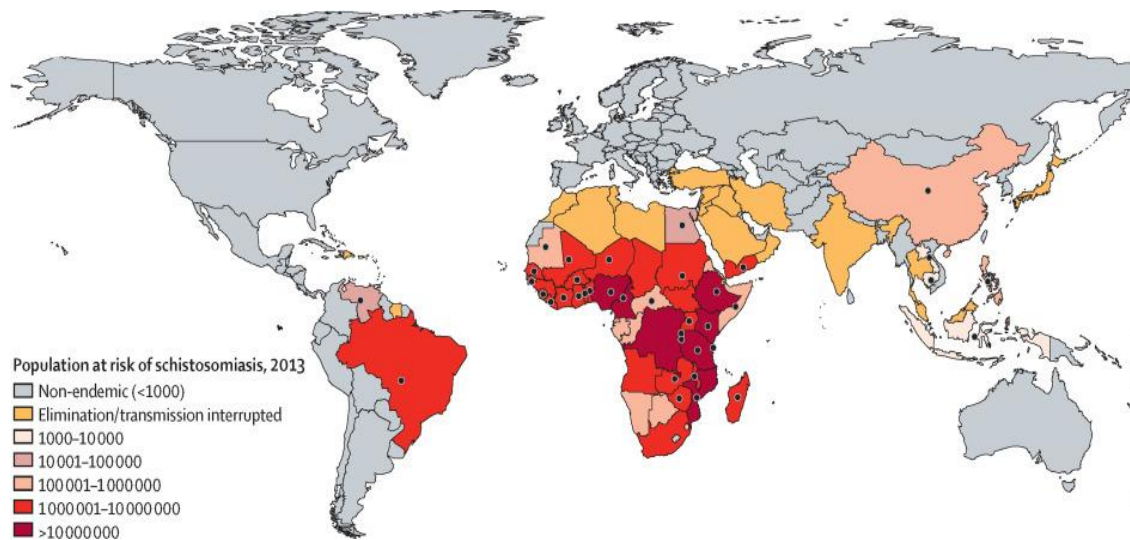 Population at risk of schistosomiasis, 2013
Non-endemic (<1000)
Elimination/transmission interrupted
1000–10 000
10 001–100 000
100 001–1 000 000
1 000 001–10 000 000
>10 000 000